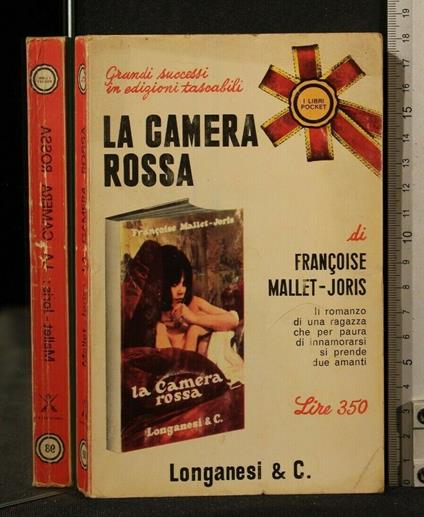 Grandi successi
in edizioni tascabili
I LIBRI
POCKET
LA CAMERA
ROSSA
di
FRANÇOISE
MALLET-JORIS
Il romanzo
di una ragazza
che per paura
di innamorarsi
si prende
due amanti
Lire 350
Françoise Mallet-Joris
la Camera
rossa
Longanesi & C.
Longanesi & C.
Mallet-Joris: LA CAMERA ROSSA